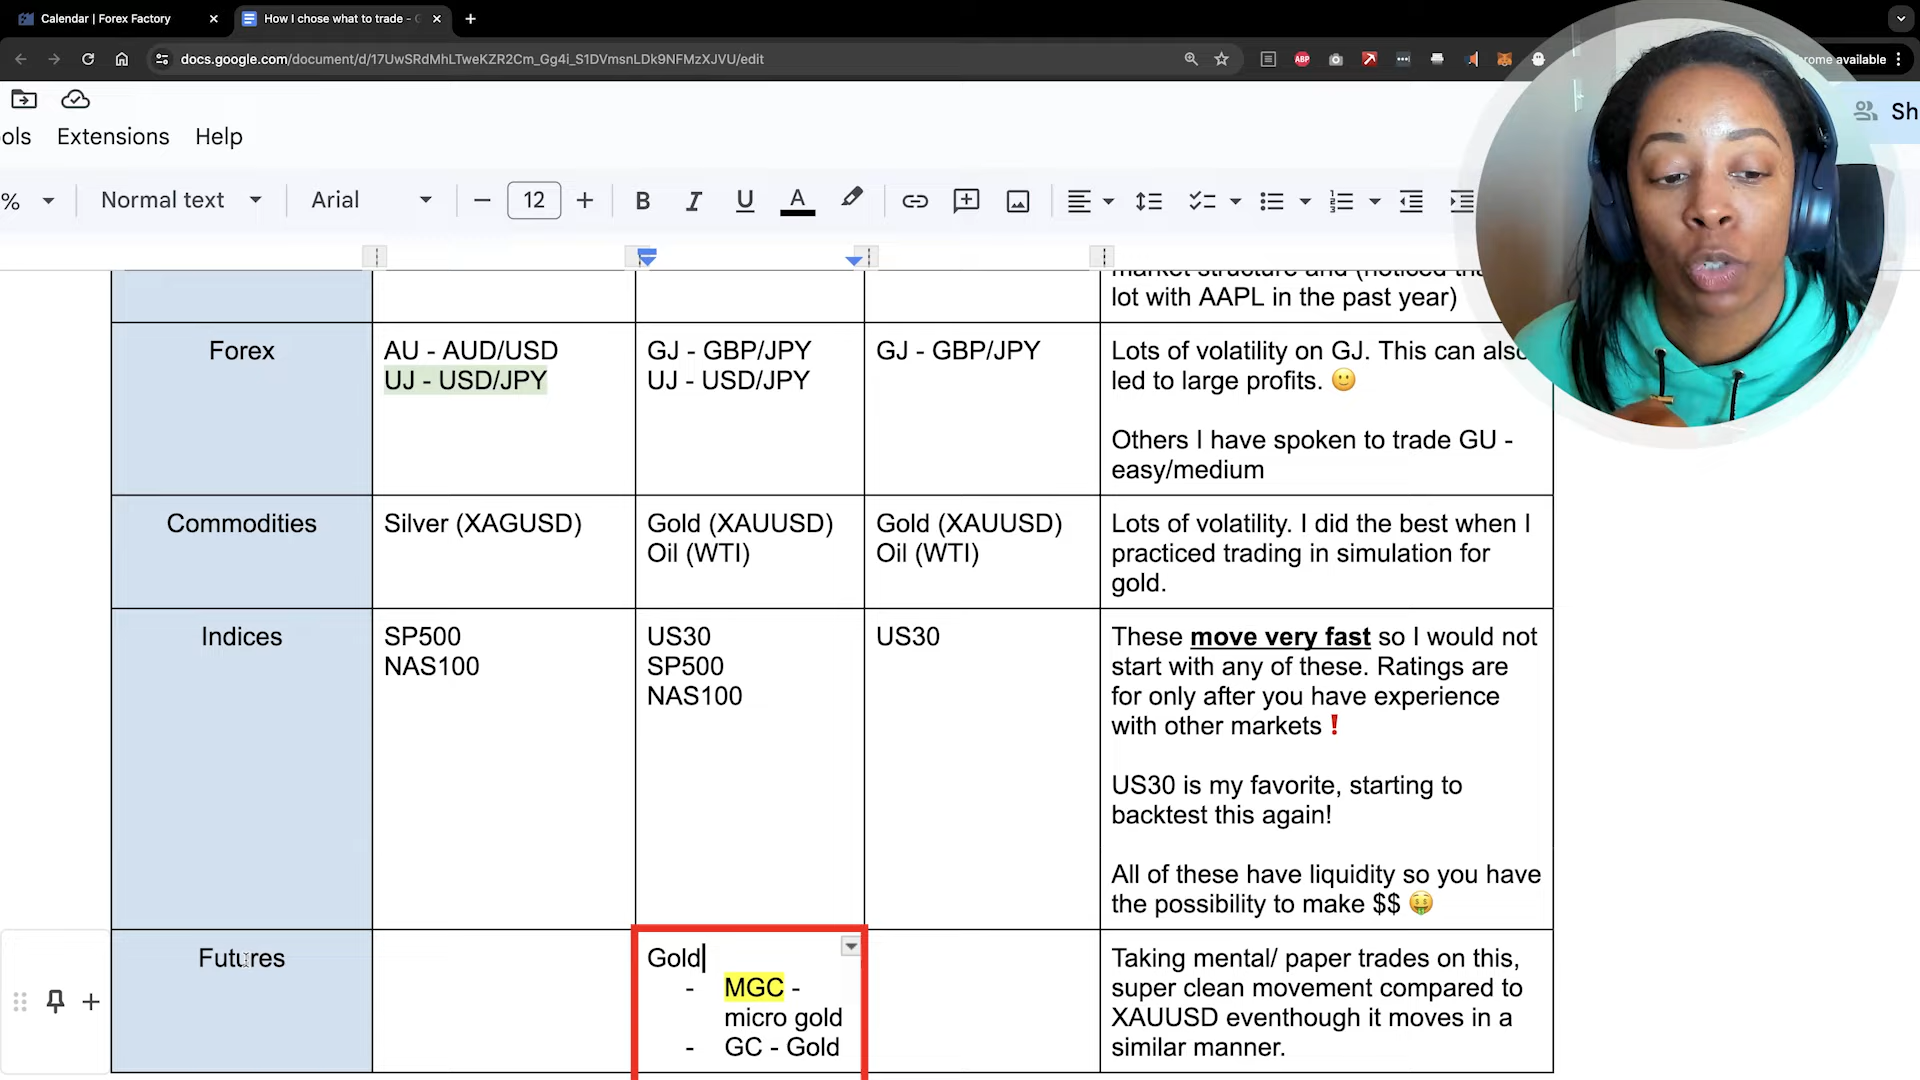 Calendar | Forex Factory
How I chose what to trade -
docs.google.com/document/d/17UwSRdMhLTweKZR2Cm_Gg4i_S1DVmsnLDk9NFMzXJVU/edit
ABP
rome available
ols Extensions Help
Sh
% Normal text Arial 12 B I U A
lot with AAPL in the past year)
Forex
AU - AUD/USD
UJ - USD/JPY
GJ - GBP/JPY
UJ - USD/JPY
GJ - GBP/JPY
Lots of volatility on GJ. This can also
led to large profits. 🙂
Others I have spoken to trade GU -
easy/medium
Commodities
Silver (XAGUSD)
Gold (XAUUSD)
Oil (WTI)
Gold (XAUUSD)
Oil (WTI)
Lots of volatility. I did the best when I
practiced trading in simulation for
gold.
Indices
SP500
NAS100
US30
SP500
NAS100
US30
These move very fast so I would not
start with any of these. Ratings are
for only after you have experience
with other markets❗
US30 is my favorite, starting to
backtest this again!
All of these have liquidity so you have
the possibility to make $$ 🤑
Futures
Gold
- MGC -
micro gold
- GC - Gold
Taking mental/ paper trades on this,
super clean movement compared to
XAUUSD eventhough it moves in a
similar manner.